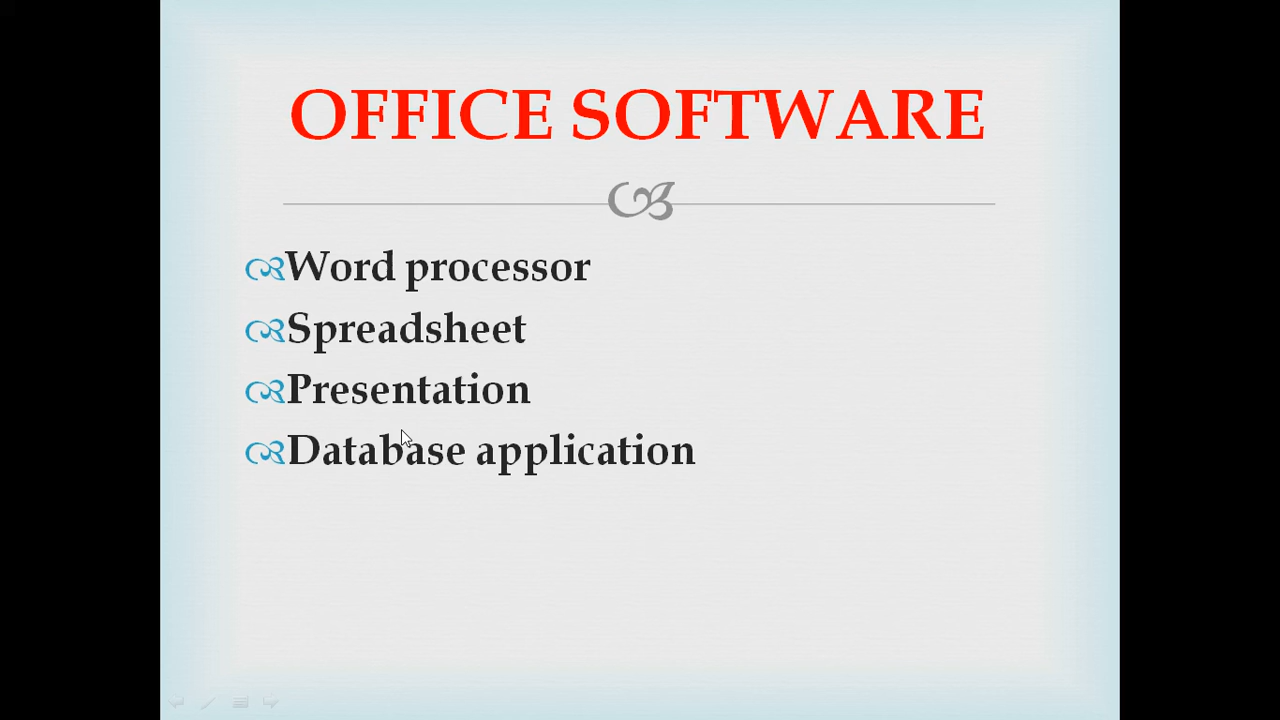 OFFICE SOFTWARE
Word processor
Spreadsheet
Presentation
Database application